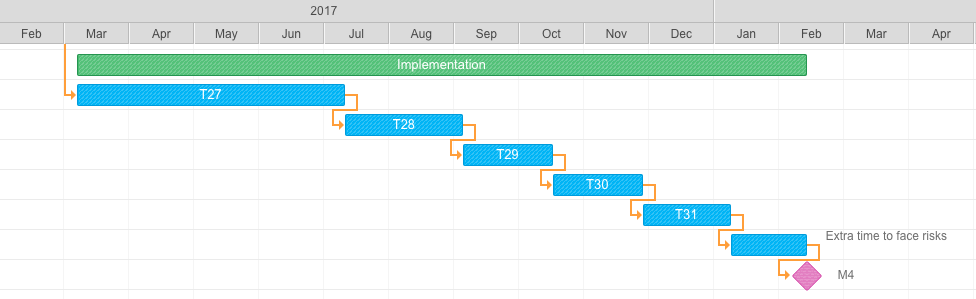 2017
Feb Mar Apr May Jun Jul Aug Sep Oct Nov Dec Jan Feb Mar Apr
Implementation
T27
T28
T29
T30
T31
Extra time to face risks
M4